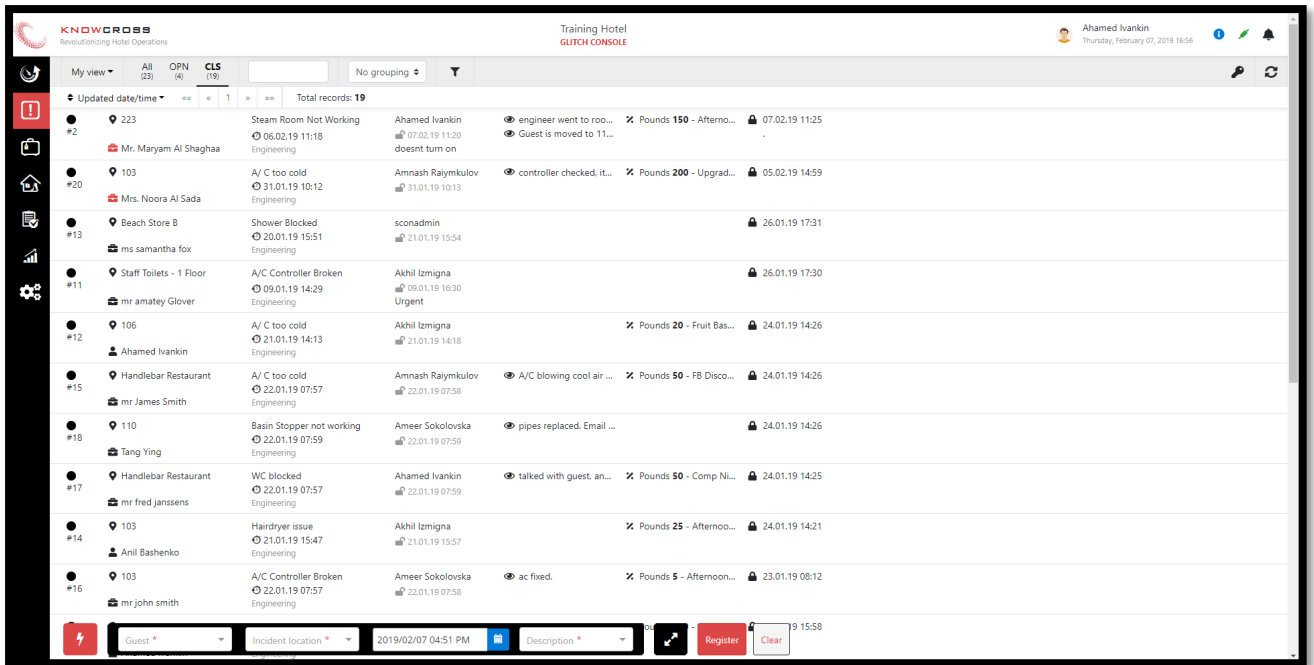 KNOWCROSS
Revolutionizing Hotel Operations
Training Hotel
GLITCH CONSOLE
Ahamed Ivankin
Thursday, February 07, 2019 16:56
My view All (23) OPN (4) CLS (19) No grouping
Updated date/time «« « 1 » »» Total records: 19
#2 223 Steam Room Not Working Ahamed Ivankin engineer went to roo... Pounds 150 - Afterno... 07.02.19 11:25
06.02.19 11:18 07.02.19 11:20 Guest is moved to 11... .
Mr. Maryam Al Shaghaa Engineering doesnt turn on
#20 103 A/ C too cold Amnash Raiymkulov controller checked, it... Pounds 200 - Upgrad... 05.02.19 14:59
31.01.19 10:12 31.01.19 10:13
Mrs. Noora Al Sada Engineering
#13 Beach Store B Shower Blocked sconadmin 26.01.19 17:31
20.01.19 15:51 21.01.19 15:54
ms samantha fox Engineering
#11 Staff Toilets - 1 Floor A/C Controller Broken Akhil Izmigna 26.01.19 17:30
09.01.19 14:29 09.01.19 16:30
mr amatey Glover Engineering Urgent
#12 106 A/ C too cold Akhil Izmigna Pounds 20 - Fruit Bas... 24.01.19 14:26
21.01.19 14:13 21.01.19 14:18
Ahamed Ivankin Engineering
#15 Handlebar Restaurant A/ C too cold Amnash Raiymkulov A/C blowing cool air ... Pounds 50 - FB Disco... 24.01.19 14:26
22.01.19 07:57 22.01.19 07:58
mr James Smith Engineering
#18 110 Basin Stopper not working Ameer Sokolovska pipes replaced. Email ... 24.01.19 14:26
22.01.19 07:59 22.01.19 07:59
Tang Ying Engineering
#17 Handlebar Restaurant WC blocked Ahamed Ivankin talked with guest, an... Pounds 50 - Comp Ni... 24.01.19 14:25
22.01.19 07:57 22.01.19 07:59
mr fred janssens Engineering
#14 103 Hairdryer issue Akhil Izmigna Pounds 25 - Afternoo... 24.01.19 14:21
21.01.19 15:47 21.01.19 15:57
Anil Bashenko Engineering
#16 103 A/C Controller Broken Ameer Sokolovska ac fixed. Pounds 5 - Afternoon... 23.01.19 08:12
22.01.19 07:57 22.01.19 07:58
mr john smith Engineering
19 15:58
Guest * Incident location * 2019/02/07 04:51 PM Description * Register Clear